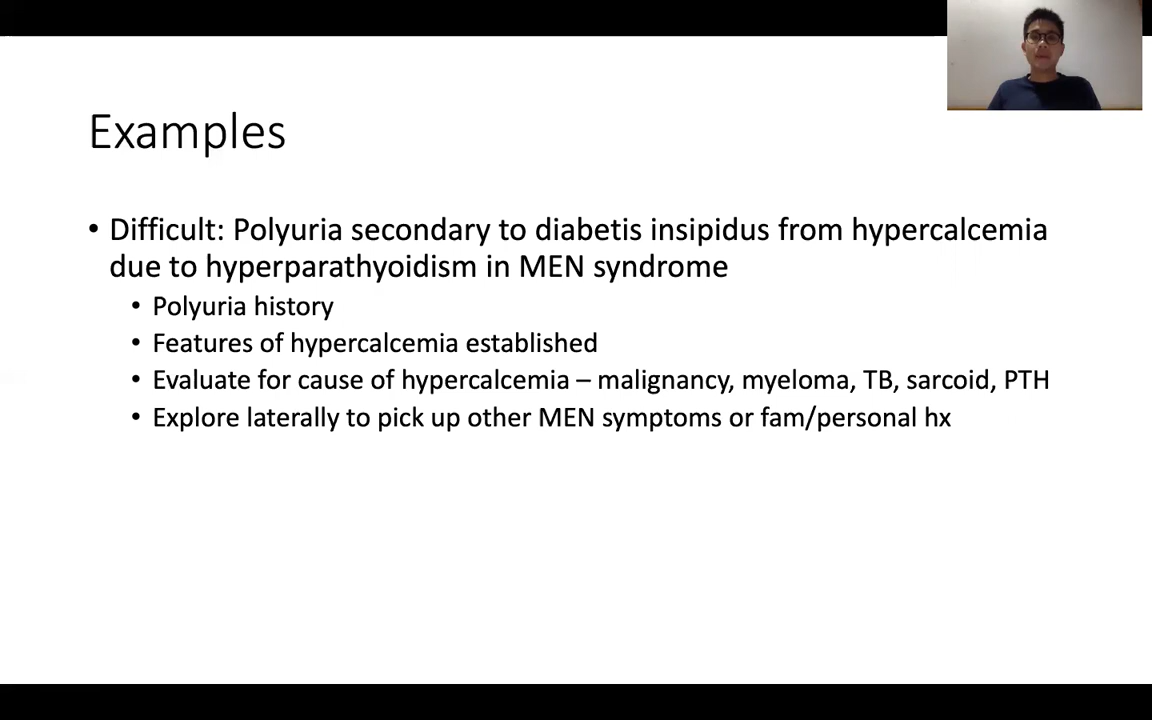 Examples
• Difficult: Polyuria secondary to diabetis insipidus from hypercalcemia
due to hyperparathyoidism in MEN syndrome
• Polyuria history
• Features of hypercalcemia established
• Evaluate for cause of hypercalcemia – malignancy, myeloma, TB, sarcoid, PTH
• Explore laterally to pick up other MEN symptoms or fam/personal hx